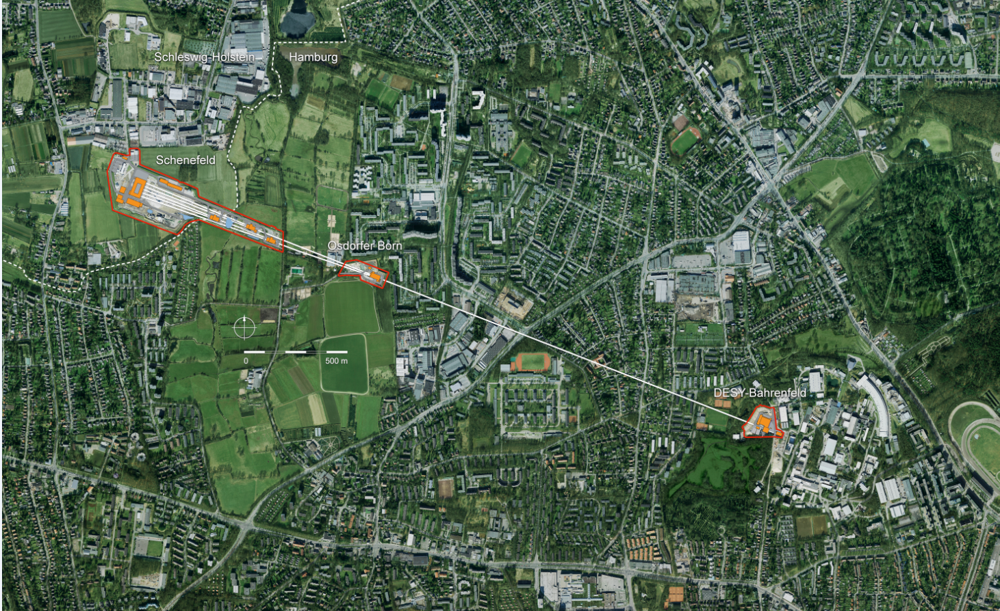 Schleswig-Holstein
Hamburg
Schenefeld
Osdorfer Born
0
500 m
DESY-Bahrenfeld